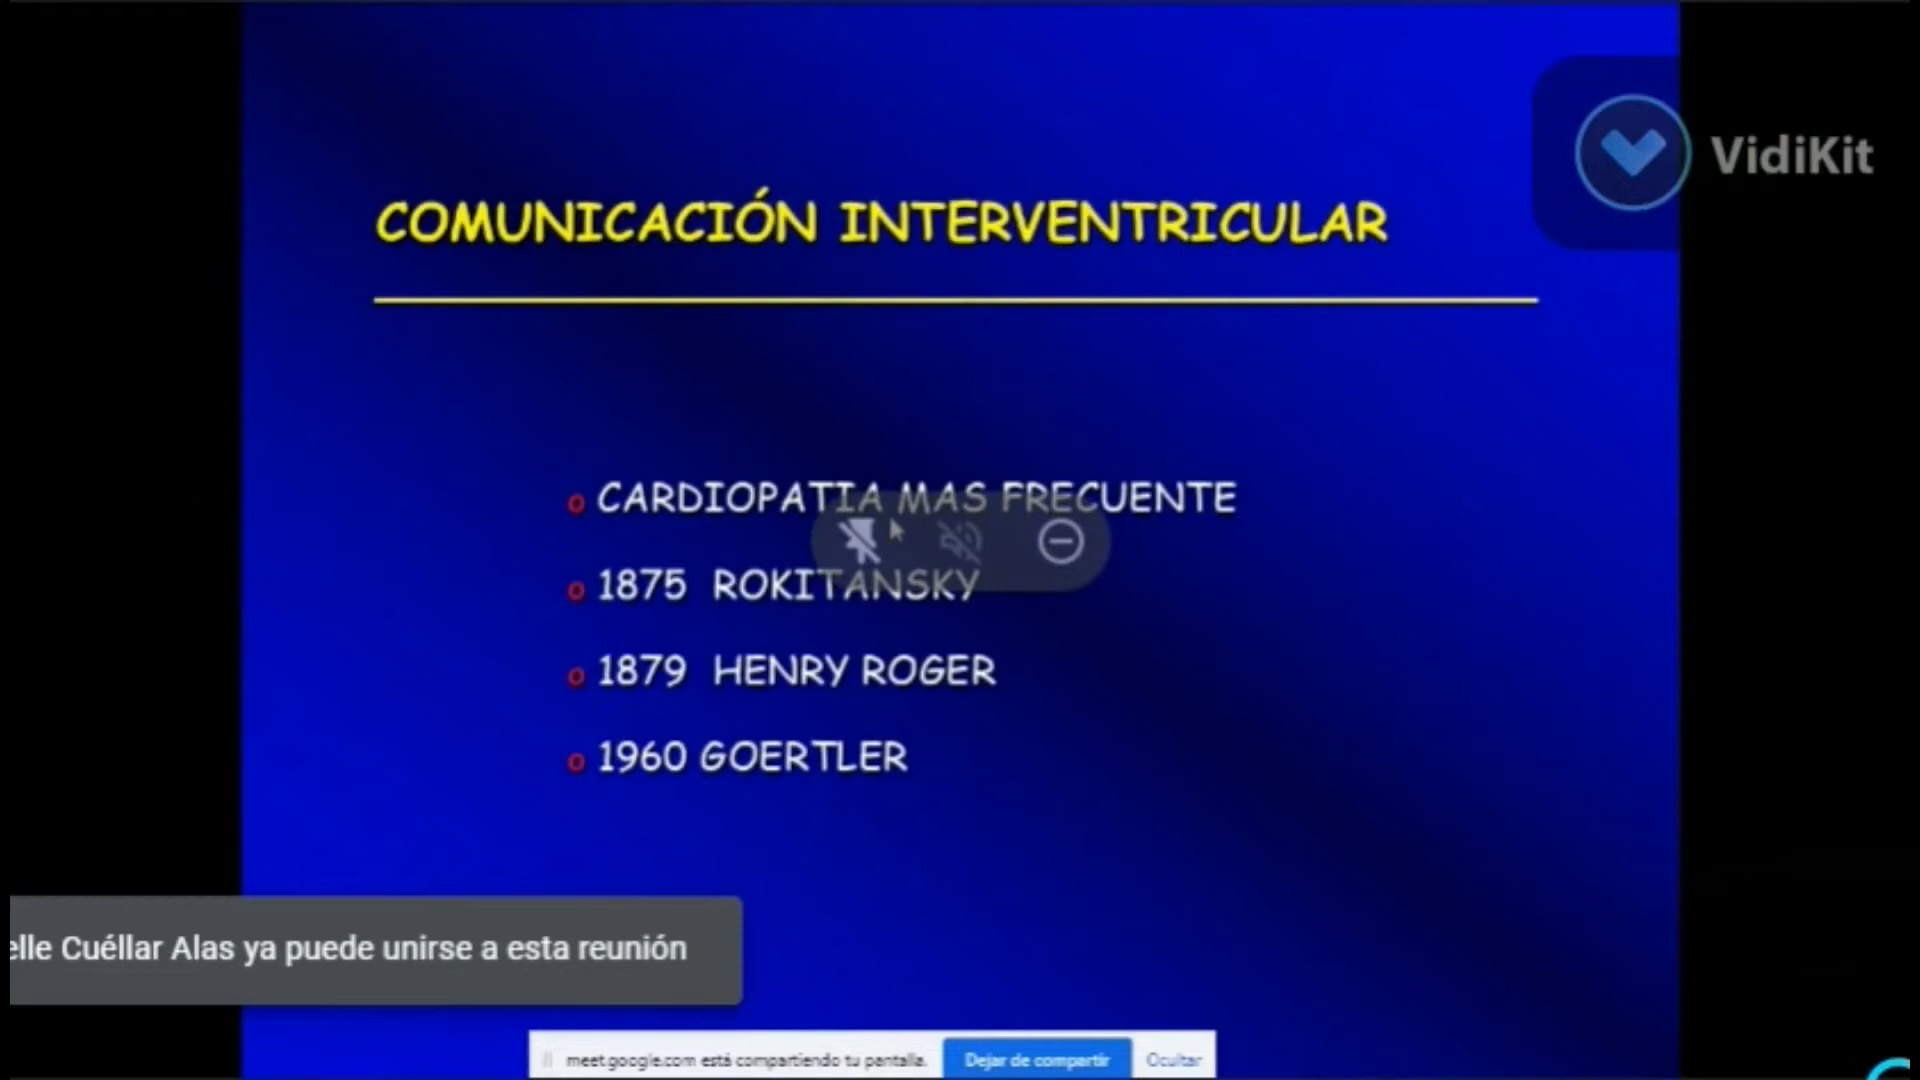 VidiKit
COMUNICACIÓN INTERVENTRICULAR
o CARDIOPATIA MAS FRECUENTE
o 1875 ROKITANSKY
o 1879 HENRY ROGER
o 1960 GOERTLER
elle Cuéllar Alas ya puede unirse a esta reunión
meet.google.com está compartiendo tu pantalla. Dejar de compartir Ocultar